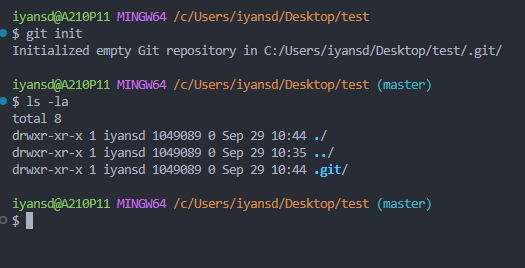 iyansd@A210P11 MINGW64 /c/Users/iyansd/Desktop/test
$ git init
Initialized empty Git repository in C:/Users/iyansd/Desktop/test/.git/
iyansd@A210P11 MINGW64 /c/Users/iyansd/Desktop/test (master)
$ ls -la
total 8
drwxr-xr-x 1 iyansd 1049089 0 Sep 29 10:44 ./
drwxr-xr-x 1 iyansd 1049089 0 Sep 29 10:35 ../
drwxr-xr-x 1 iyansd 1049089 0 Sep 29 10:44 .git/
iyansd@A210P11 MINGW64 /c/Users/iyansd/Desktop/test (master)
$